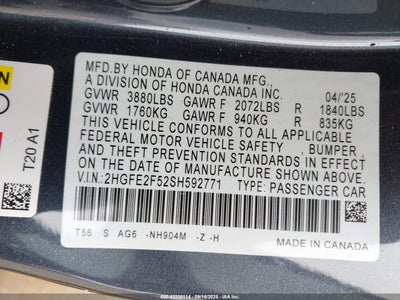 MFD.BY HONDA OF CANADA MFG.,
A DIVISION OF HONDA CANADA INC. 04/'25
GVWR 3880LBS GAWR F 2072LBS R 1840LBS
GVWR 1760KG GAWR F 940KG R 835KG
THIS VEHICLE CONFORMS TO ALL APPLICABLE
FEDERAL MOTOR VEHICLE SAFETY , BUMPER ,
AND THEFT PREVENTION STANDARDS IN EFFECT
ON THE DATE OF MANUFACTURE SHOWN ABOVE.
V.I.N:2HGFE2F52SH592771 TYPE: PASSENGER CAR
T56 S AG6 -NH904M -Z -H
MADE IN CANADA
T20 A1